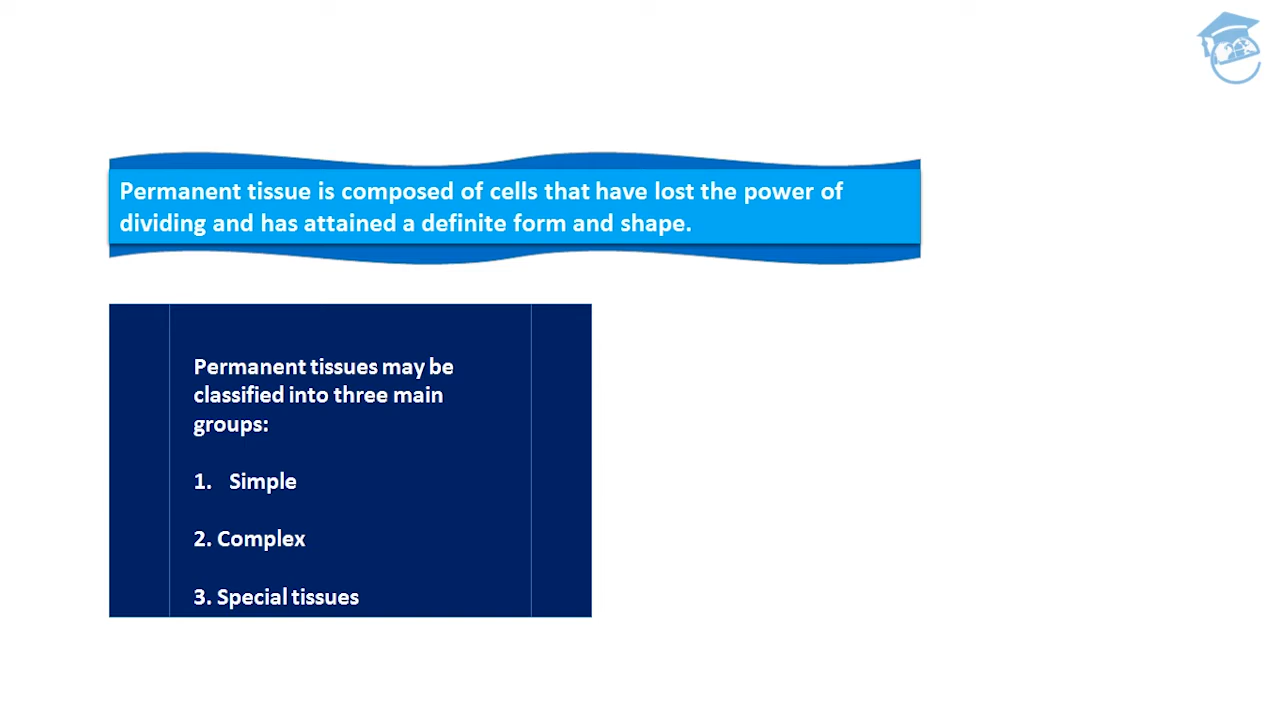 Permanent tissue is composed of cells that have lost the power of
dividing and has attained a definite form and shape.
Permanent tissues may be
classified into three main
groups:
1. Simple
2. Complex
3. Special tissues